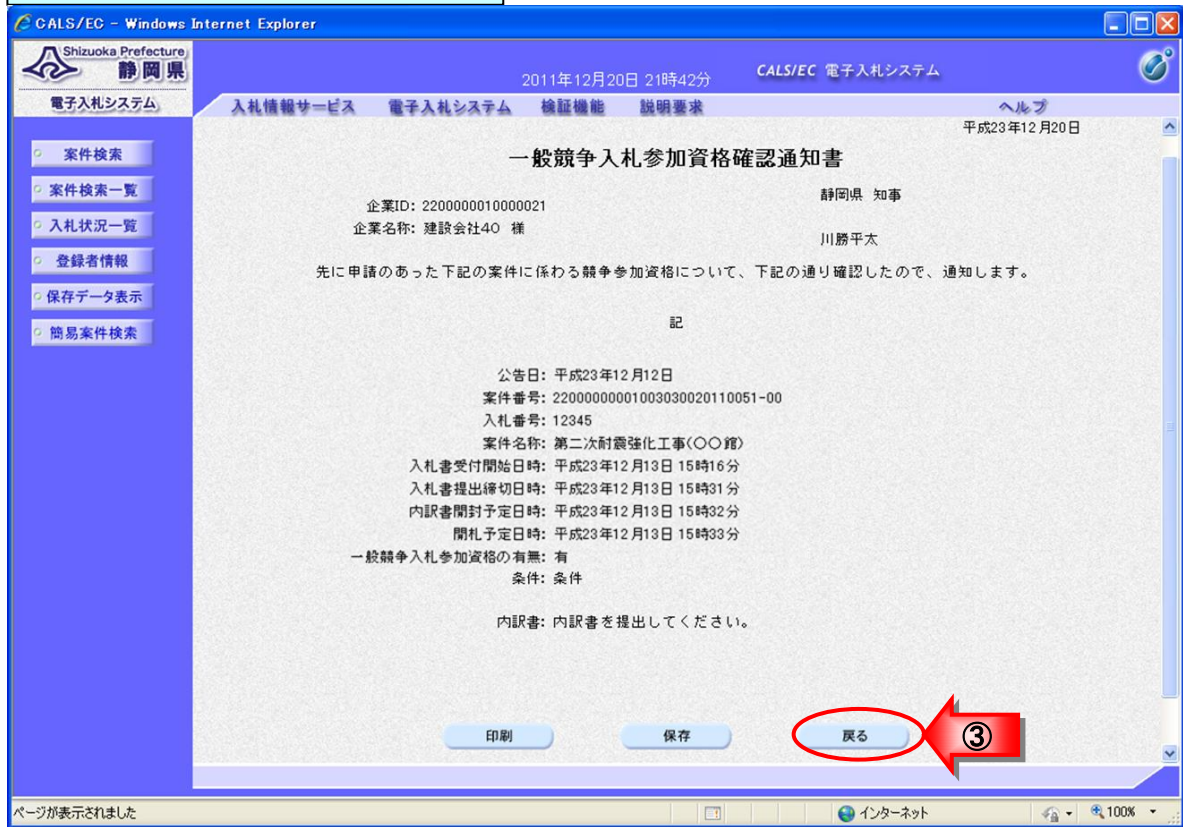 CALS/EC - Windows Internet Explorer
Shizuoka Prefecture
静岡県
電子入札システム
2011年12月20日 21時42分
CALS/EC 電子入札システム
入札情報サービス 電子入札システム 検証機能 説明要求 ヘルプ
案件検索
案件検索一覧
入札状況一覧
登録者情報
保存データ表示
簡易案件検索
平成23年12月20日
一般競争入札参加資格確認通知書
静岡県 知事
企業ID: 2200000010000021
企業名称: 建設会社40 様
川勝平太
先に申請のあった下記の案件に係わる競争参加資格について、下記の通り確認したので、通知します。
記
公告日: 平成23年12月12日
案件番号: 2200000000100303002011​0051-00
入札番号: 12345
案件名称: 第二次耐震強化工事(〇〇館)
入札書受付開始日時: 平成23年12月13日 15時16分
入札書提出締切日時: 平成23年12月13日 15時31分
内訳書開封予定日時: 平成23年12月13日 15時32分
開札予定日時: 平成23年12月13日 15時33分
一般競争入札参加資格の有無: 有
条件: 条件
内訳書: 内訳書を提出してください。
印刷 保存 戻る ③
ページが表示されました
インターネット
100%